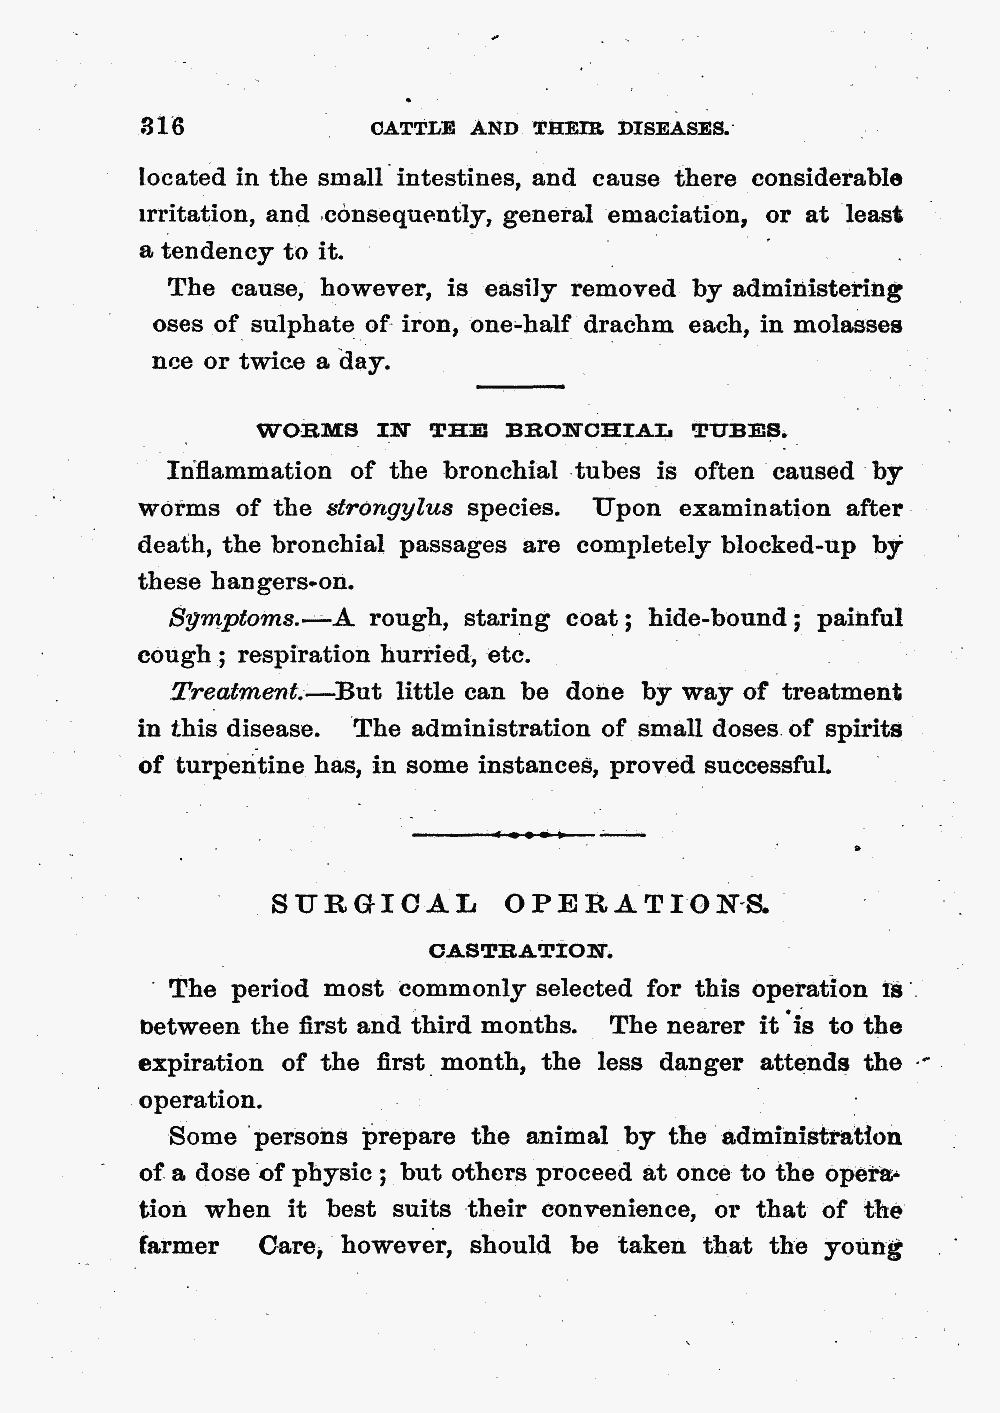 316 CATTLE AND THEIR DISEASES.
located in the small intestines, and cause there considerable
irritation, and consequently, general emaciation, or at least
a tendency to it.
The cause, however, is easily removed by administering
oses of sulphate of iron, one-half drachm each, in molasses
nce or twice a day.
WORMS IN THE BRONCHIAL TUBES.
Inflammation of the bronchial tubes is often caused by
worms of the strongylus species. Upon examination after
death, the bronchial passages are completely blocked-up by
these hangers-on.
Symptoms.—A rough, staring coat; hide-bound; painful
cough; respiration hurried, etc.
Treatment.—But little can be done by way of treatment
in this disease. The administration of small doses of spirits
of turpentine has, in some instances, proved successful.
SURGICAL OPERATIONS.
CASTRATION.
The period most commonly selected for this operation is
between the first and third months. The nearer it is to the
expiration of the first month, the less danger attends the
operation.
Some persons prepare the animal by the administration
of a dose of physic; but others proceed at once to the opera-
tion when it best suits their convenience, or that of the
farmer Care, however, should be taken that the young